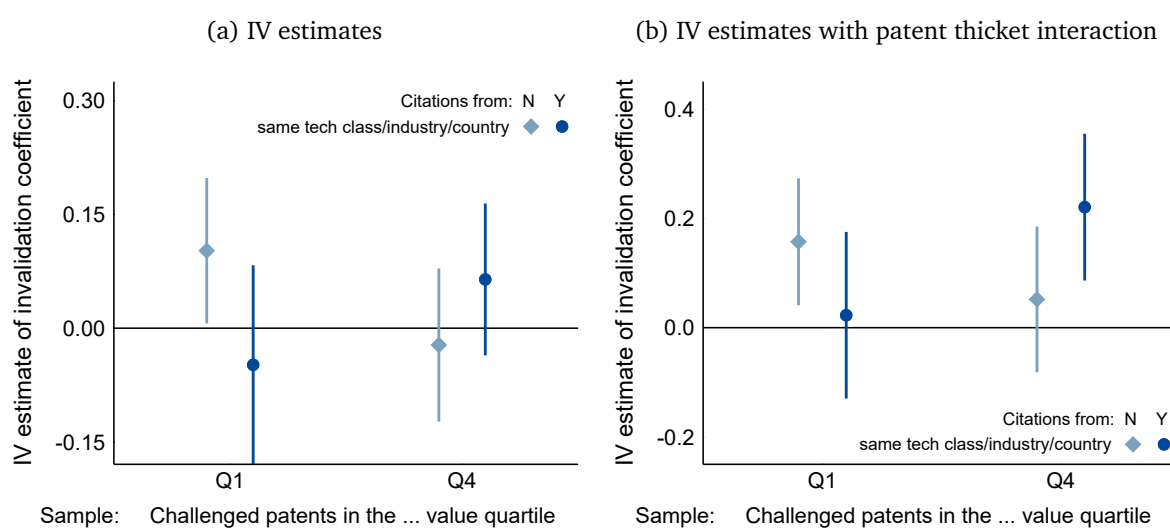 (a) IV estimates
IV estimate of invalidation coefficient
0.30
0.15
0.00
-0.15
Citations from: N Y
same tech class/industry/country
Q1 Q4
Sample: Challenged patents in the ... value quartile
(b) IV estimates with patent thicket interaction
IV estimate of invalidation coefficient
0.4
0.2
0.0
-0.2
Citations from: N Y
same tech class/industry/country
Q1 Q4
Sample: Challenged patents in the ... value quartile